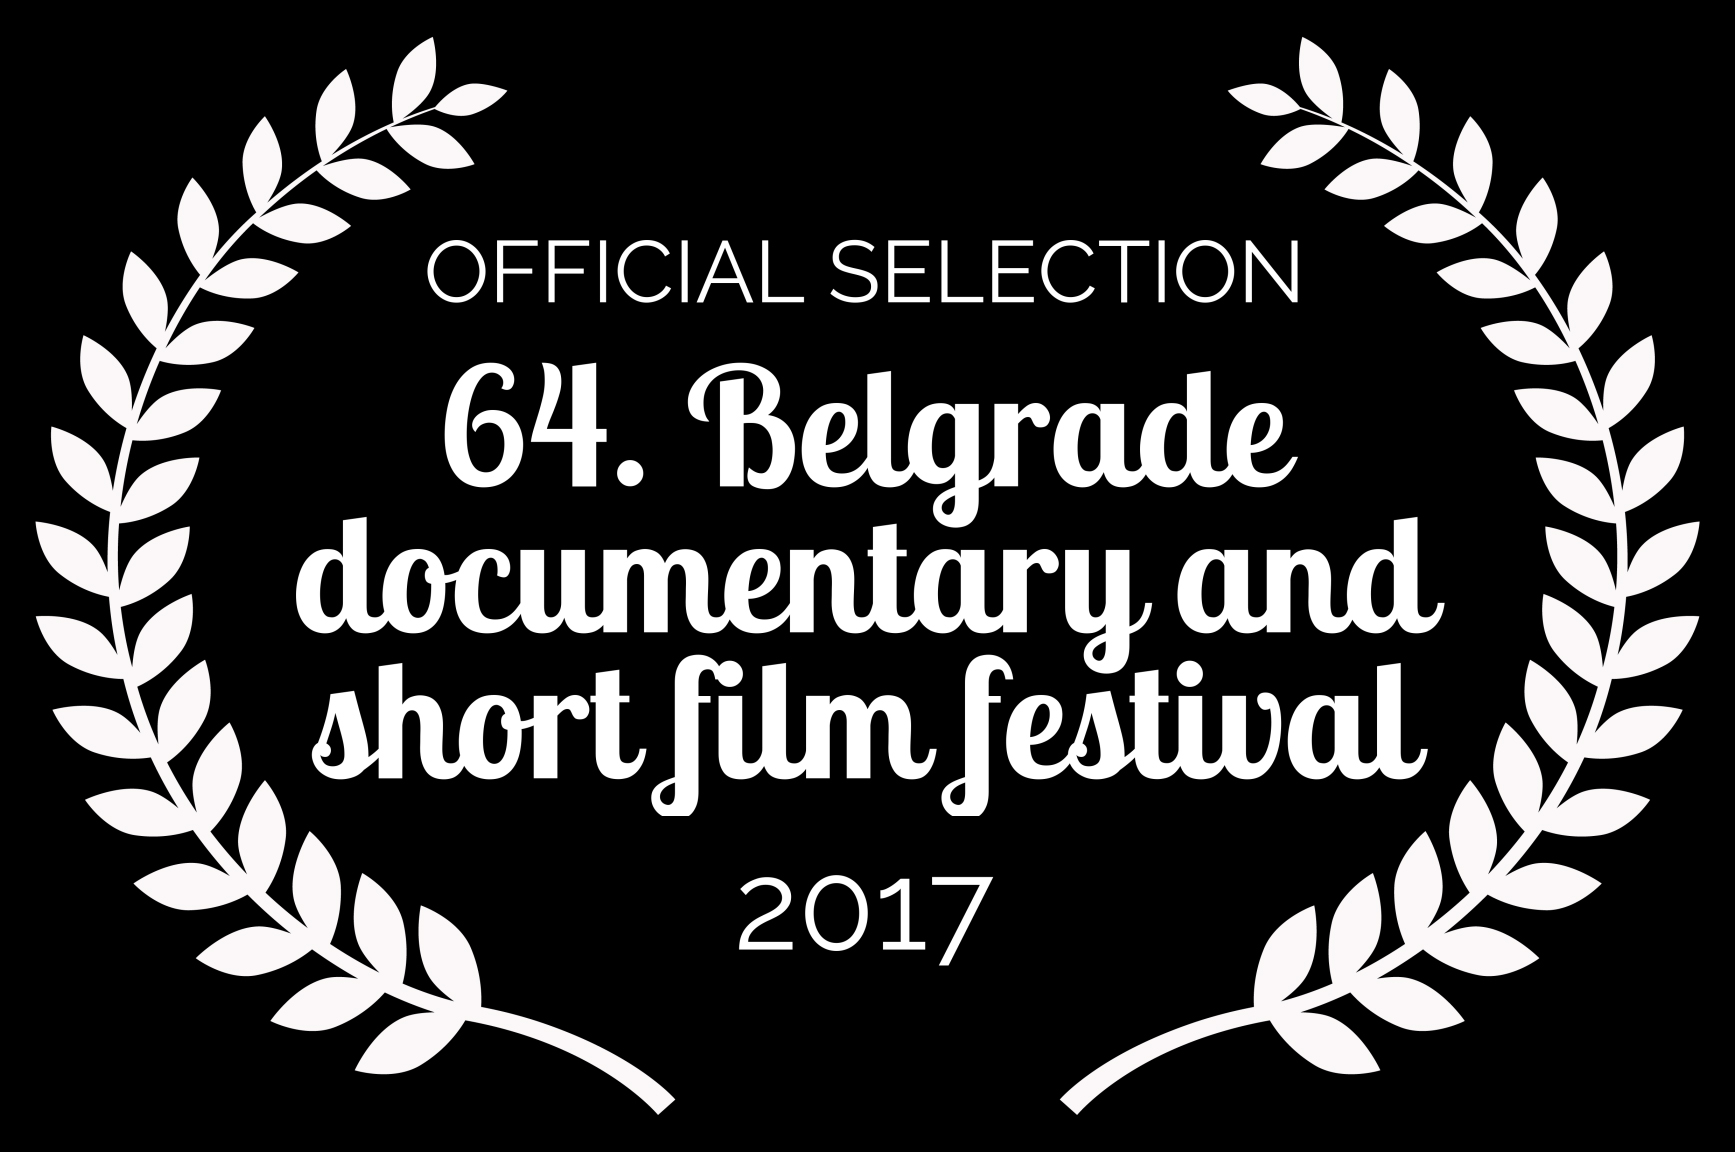 OFFICIAL SELECTION
64. Belgrade
documentary and
short film festival
2017